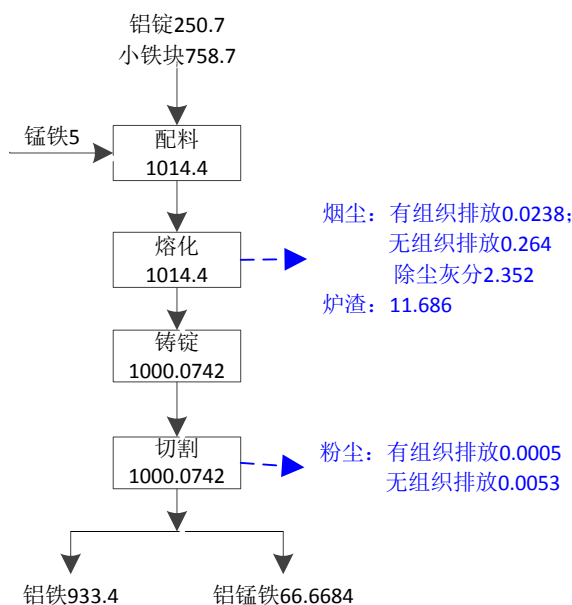 铝锭250.7
小铁块758.7
锰铁5
配料
1014.4
烟尘：有组织排放0.0238；
无组织排放0.264
除尘灰分2.352
炉渣：11.686
熔化
1014.4
铸锭
1000.0742
切割
1000.0742
粉尘：有组织排放0.0005
无组织排放0.0053
铝铁933.4
铝锰铁66.6684